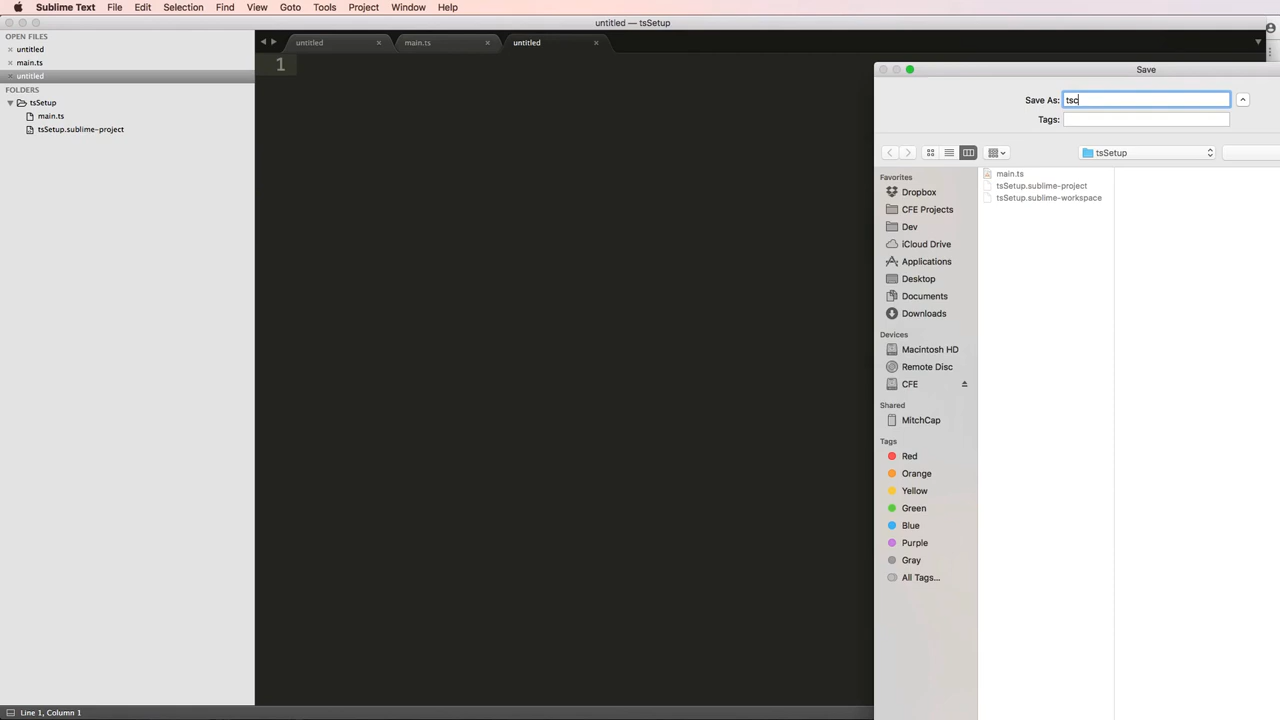 Sublime Text File Edit Selection Find View Goto Tools Project Window Help
untitled — tsSetup
OPEN FILES
untitled
main.ts
untitled
FOLDERS
tsSetup
main.ts
tsSetup.sublime-project
untitled main.ts untitled
1
Save
Save As: tsc
Tags:
tsSetup
Favorites
Dropbox
CFE Projects
Dev
iCloud Drive
Applications
Desktop
Documents
Downloads
Devices
Macintosh HD
Remote Disc
CFE
Shared
MitchCap
Tags
Red
Orange
Yellow
Green
Blue
Purple
Gray
All Tags...
main.ts
tsSetup.sublime-project
tsSetup.sublime-workspace
Line 1, Column 1